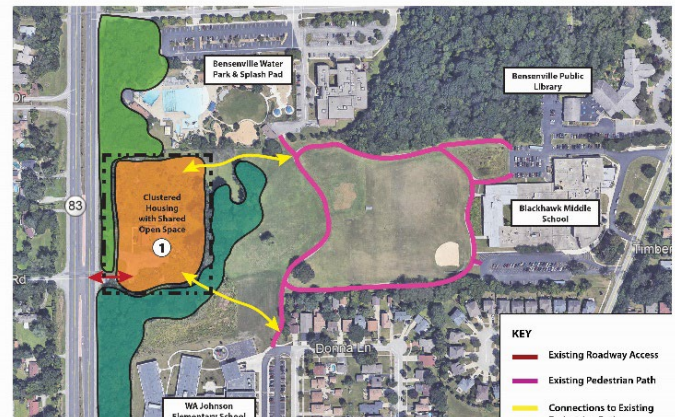 Bensenville Water
Park & Splash Pad
Bensenville Public
Library
Clustered
Housing
with Shared
Open Space
1
83
Blackhawk Middle
School
Timber
Rd
Donna Ln
KEY
Existing Roadway Access
Existing Pedestrian Path
Connections to Existing
WA Johnson
Elementary School